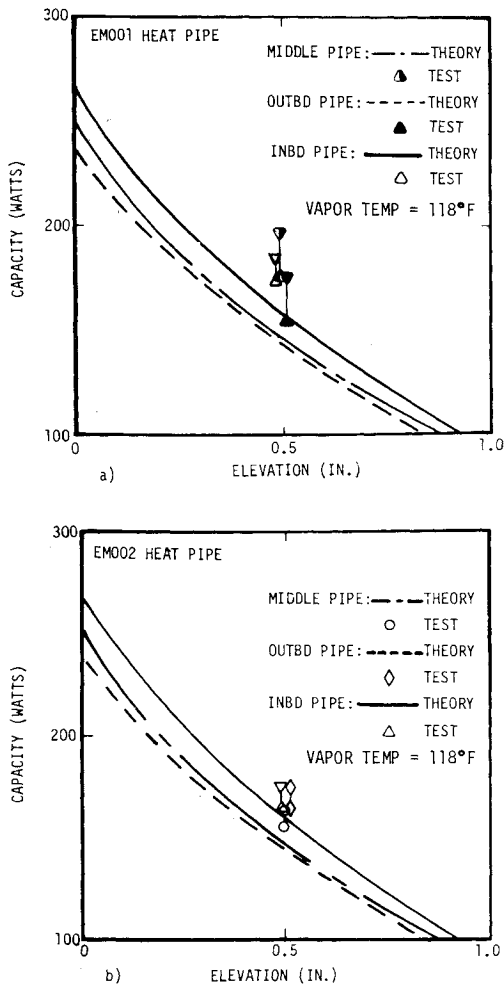 300
EM001 HEAT PIPE
MIDDLE PIPE: THEORY
TEST
OUTBD PIPE: THEORY
TEST
INBD PIPE: THEORY
TEST
VAPOR TEMP = 118°F
200
CAPACITY (WATTS)
100
0
0.5
1.0
a)
ELEVATION (IN.)
300
EM002 HEAT PIPE
MIDDLE PIPE: THEORY
TEST
OUTBD PIPE: THEORY
TEST
INBD PIPE: THEORY
TEST
VAPOR TEMP = 118°F
200
CAPACITY (WATTS)
100
0
0.5
1.0
b)
ELEVATION (IN.)